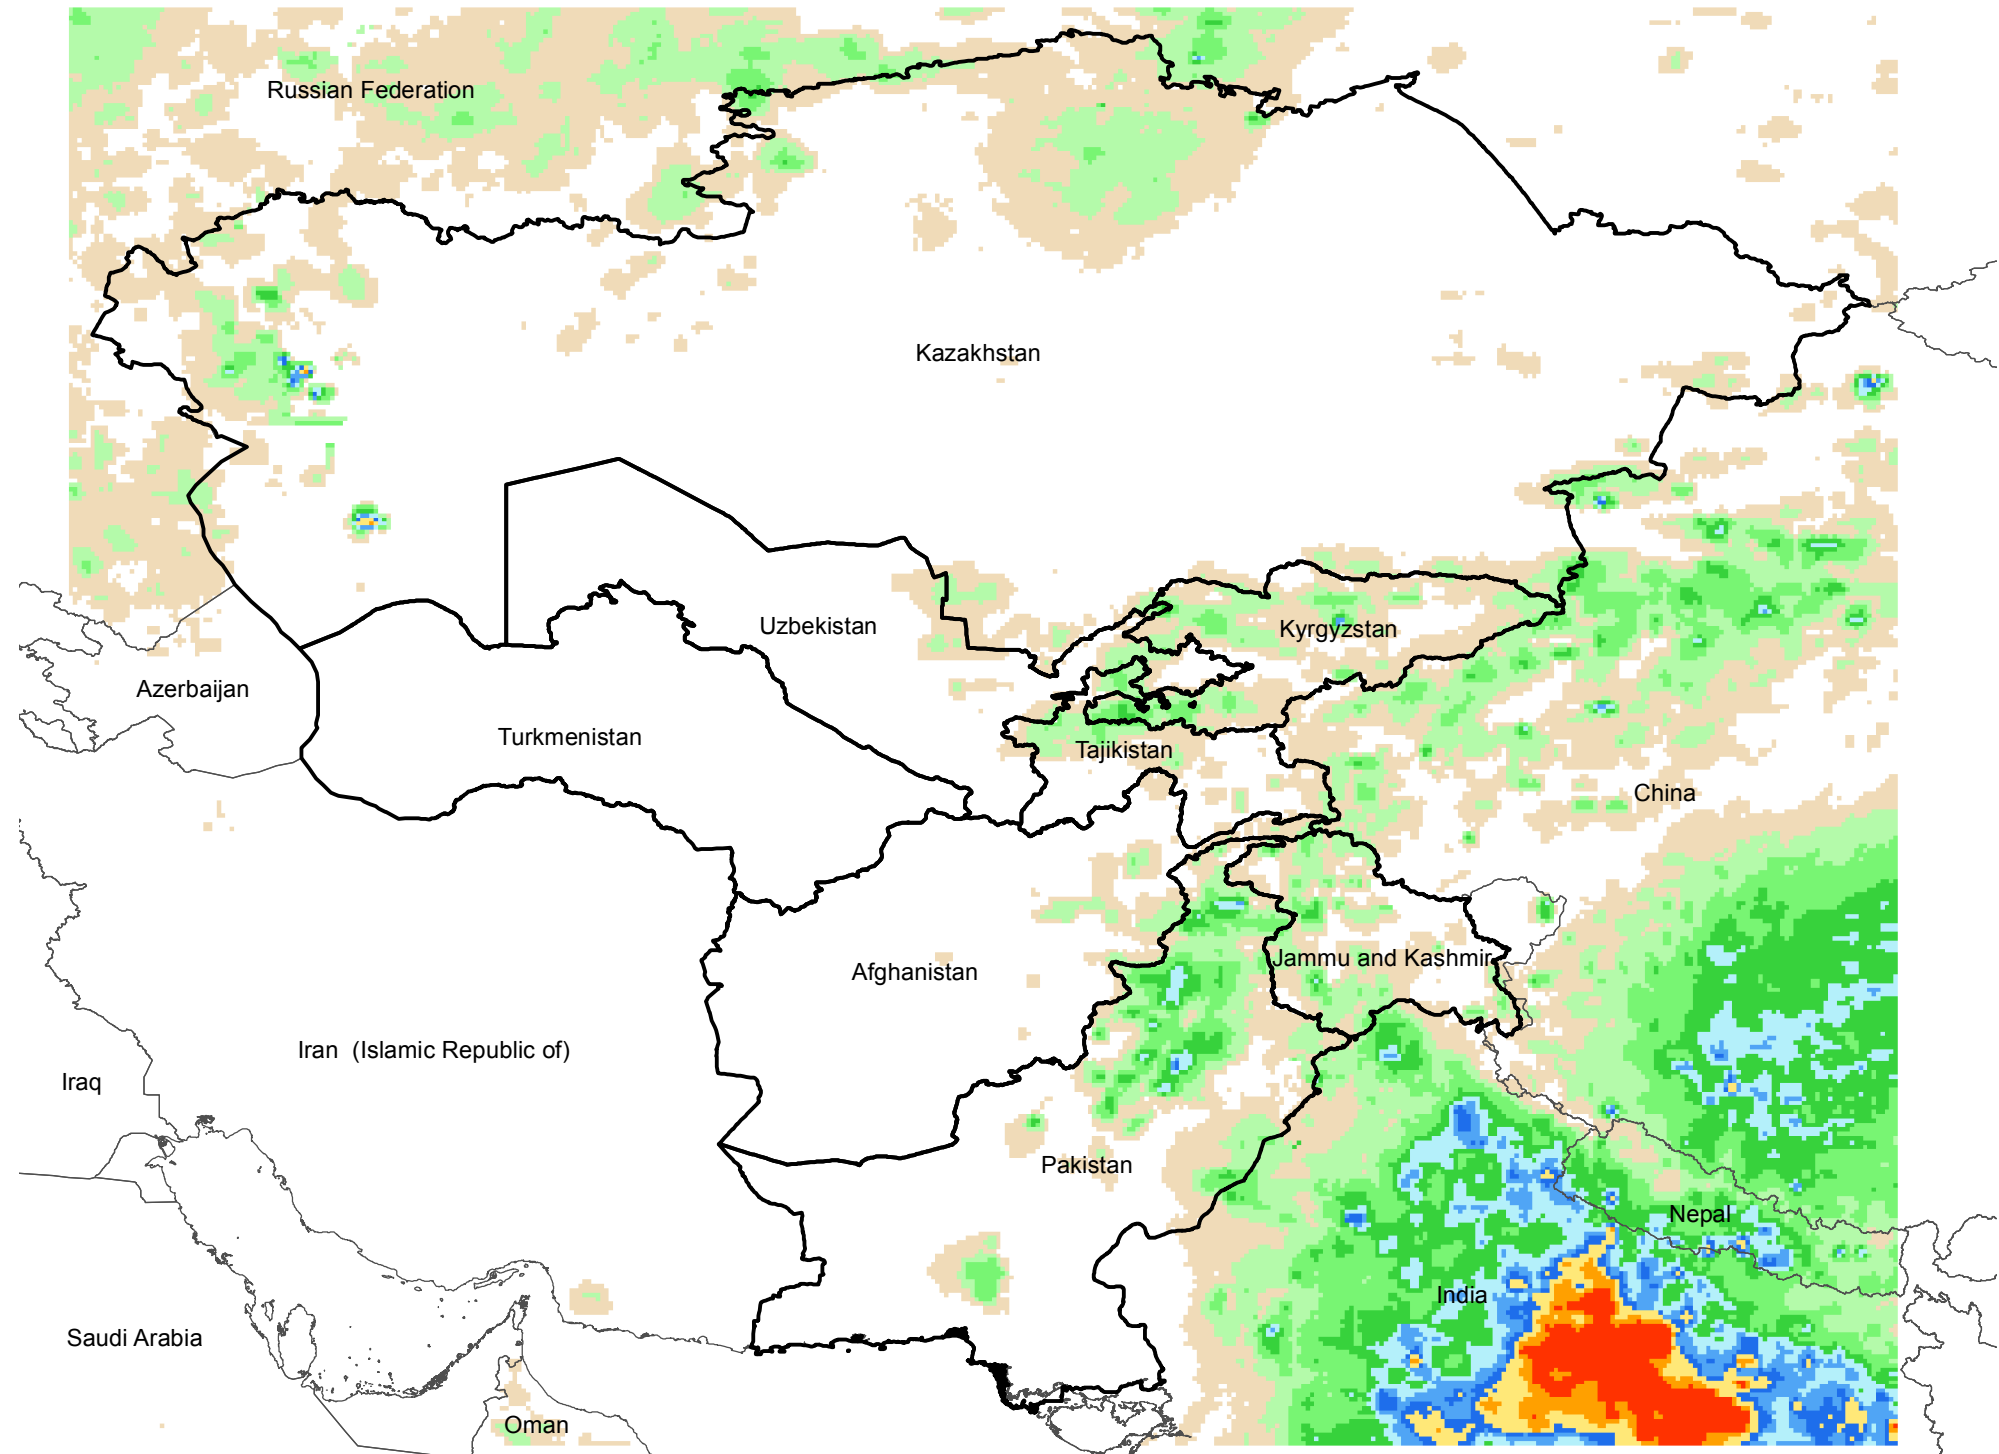 Russian Federation
Kazakhstan
Uzbekistan
Kyrgyzstan
Azerbaijan
Turkmenistan
Tajikistan
China
Jammu and Kashmir
Afghanistan
Iran (Islamic Republic of)
Iraq
Pakistan
Nepal
India
Saudi Arabia
Oman